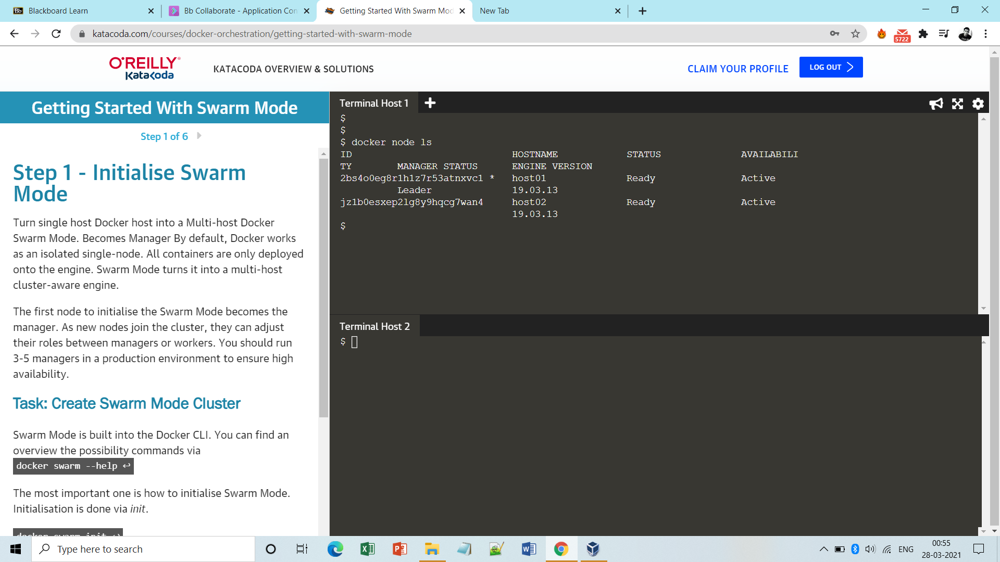 Bb Blackboard Learn
Bb Collaborate - Application Con
Getting Started With Swarm Mod
New Tab
katacoda.com/courses/docker-orchestration/getting-started-with-swarm-mode
5722
O'REILLY®
Katacoda
KATACODA OVERVIEW & SOLUTIONS
CLAIM YOUR PROFILE
LOG OUT
Getting Started With Swarm Mode
Step 1 of 6
Step 1 - Initialise Swarm
Mode
Turn single host Docker host into a Multi-host Docker
Swarm Mode. Becomes Manager By default, Docker works
as an isolated single-node. All containers are only deployed
onto the engine. Swarm Mode turns it into a multi-host
cluster-aware engine.
The first node to initialise the Swarm Mode becomes the
manager. As new nodes join the cluster, they can adjust
their roles between managers or workers. You should run
3-5 managers in a production environment to ensure high
availability.
Task: Create Swarm Mode Cluster
Swarm Mode is built into the Docker CLI. You can find an
overview the possibility commands via
docker swarm --help ↩
The most important one is how to initialise Swarm Mode.
Initialisation is done via init.
docker swarm init ↩
Terminal Host 1
$
$
$ docker node ls
ID HOSTNAME STATUS AVAILABILI
TY MANAGER STATUS ENGINE VERSION
2bs4o0eg8r1h1z7r53atnxvc1 * host01 Ready Active
Leader 19.03.13
jz1b0esxep2lg8y9hqcg7wan4 host02 Ready Active
19.03.13
$
Terminal Host 2
$
Type here to search
ENG
00:55
28-03-2021